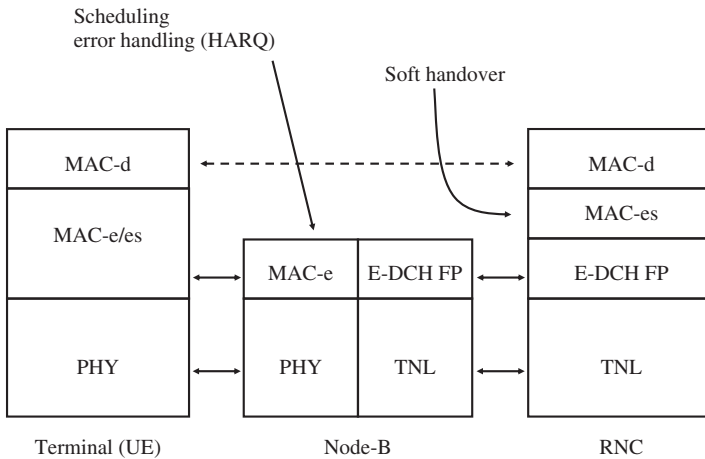 Scheduling
error handling (HARQ)
Soft handover
MAC-d
MAC-d
MAC-es
MAC-e/es
MAC-e
E-DCH FP
E-DCH FP
PHY
PHY
TNL
TNL
Terminal (UE)
Node-B
RNC